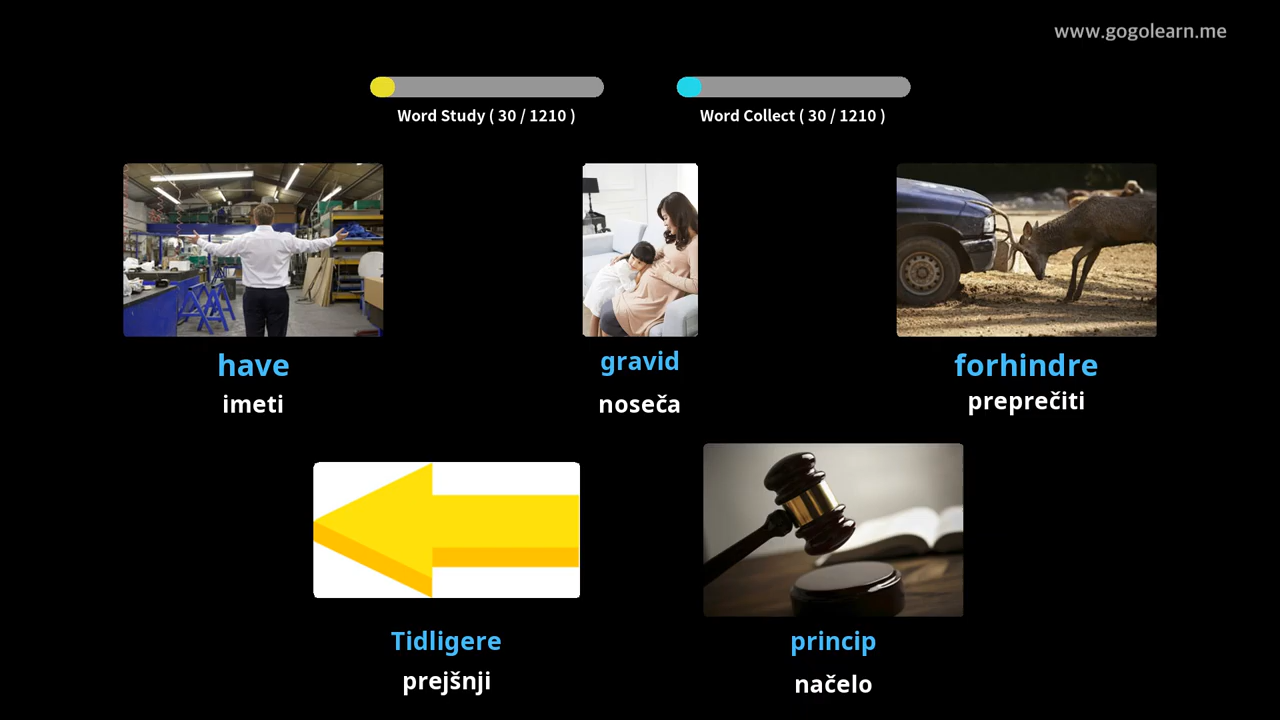 www.gogolearn.me
Word Study ( 30 / 1210 )
Word Collect ( 30 / 1210 )
have
imeti
gravid
noseča
forhindre
preprečiti
Tidligere
prejšnji
princip
načelo